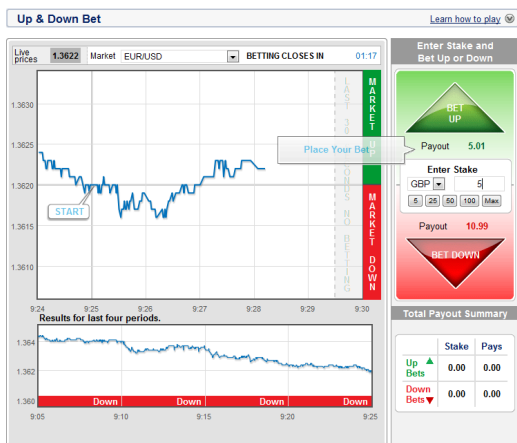 Up & Down Bet
Learn how to play
Live prices 1.3622 Market EUR/USD BETTING CLOSES IN 01:17
1.3630
1.3625
1.3620
1.3615
1.3610
START
Place Your Bet
LAST 30 SECONDS NO BETTING
MARKET UP
MARKET DOWN
9:24 9:25 9:26 9:27 9:28 9:29 9:30
Results for last four periods.
1.364
1.362
1.360
Down Down Down Down
9:05 9:10 9:15 9:20 9:25
Enter Stake and
Bet Up or Down
BET
UP
Payout 5.01
Enter Stake
GBP 5
5 25 50 100 Max
Payout 10.99
BET DOWN
Total Payout Summary
Stake Pays
Up Bets 0.00 0.00
Down Bets 0.00 0.00